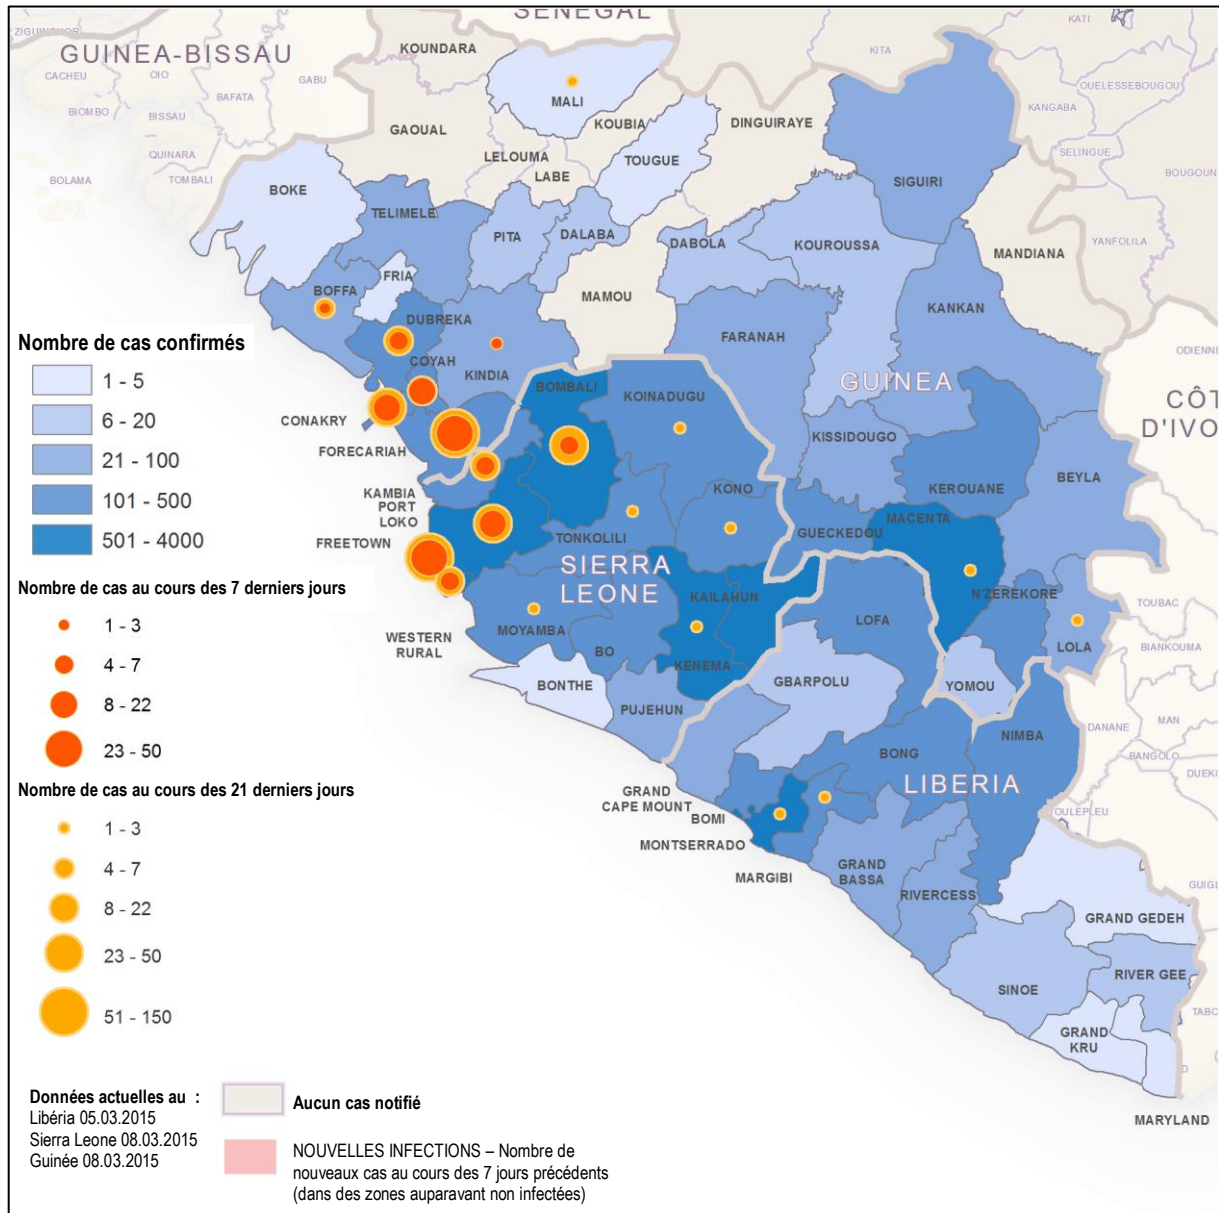 SENEGAL
KATI
ZIGUINCHOR
KOUNDARA
GUINEA-BISSAU
KITA
CACHEU
OIO
GABU
OUELESSEBOUGOU
BAFATA
MALI
KANGABA
BIOMBO
BISSAU
KOUBIA
DINGUIRAYE
GAOUAL
QUINARA
LELOUMA
TOUGUE
SELINGUE
LABE
BOUGOUN
BOLAMA
TOMBALI
SIGUIRI
BOKE
TELIMELE
PITA
DALABA
DABOLA
KOUROUSSA
YANFOLILA
MANDIANA
FRIA
BOFFA
MAMOU
KANKAN
DUBREKA
FARANAH
ODIENNI
COYAH
KINDIA
GUINEA
BOMBALI
KOINADUGU
CÔT
D'IVO
CONAKRY
KISSIDOUGO
FORECARIAH
KEROUANE
BEYLA
KAMBIA
KONO
PORT
LOKO
MACENTA
GUECKEDOU
TONKOLILI
FREETOWN
SIERRA
LEONE
KAILAHUN
N'ZEREKORE
TOUBAC
LOFA
MOYAMBA
WESTERN
RURAL
BO
KENEMA
LOLA
BIANKOUMA
GBARPOLU
YOMOU
BONTHE
PUJEHUN
DANANE
MAN
NIMBA
BONG
BANGOLO
DUEKO
LIBERIA
GRAND
CAPE MOUNT
BOMI
TOULEPLEU
MONTSERRADO
GRAND
BASSA
MARGIBI
RIVERCESS
GUIGL
GRAND GEDEH
RIVER GEE
SINOE
TABO
GRAND
KRU
MARYLAND
Nombre de cas confirmés
1 - 5
6 - 20
21 - 100
101 - 500
501 - 4000
Nombre de cas au cours des 7 derniers jours
1 - 3
4 - 7
8 - 22
23 - 50
Nombre de cas au cours des 21 derniers jours
1 - 3
4 - 7
8 - 22
23 - 50
51 - 150
Données actuelles au :
Libéria 05.03.2015
Sierra Leone 08.03.2015
Guinée 08.03.2015
Aucun cas notifié
NOUVELLES INFECTIONS – Nombre de
nouveaux cas au cours des 7 jours précédents
(dans des zones auparavant non infectées)